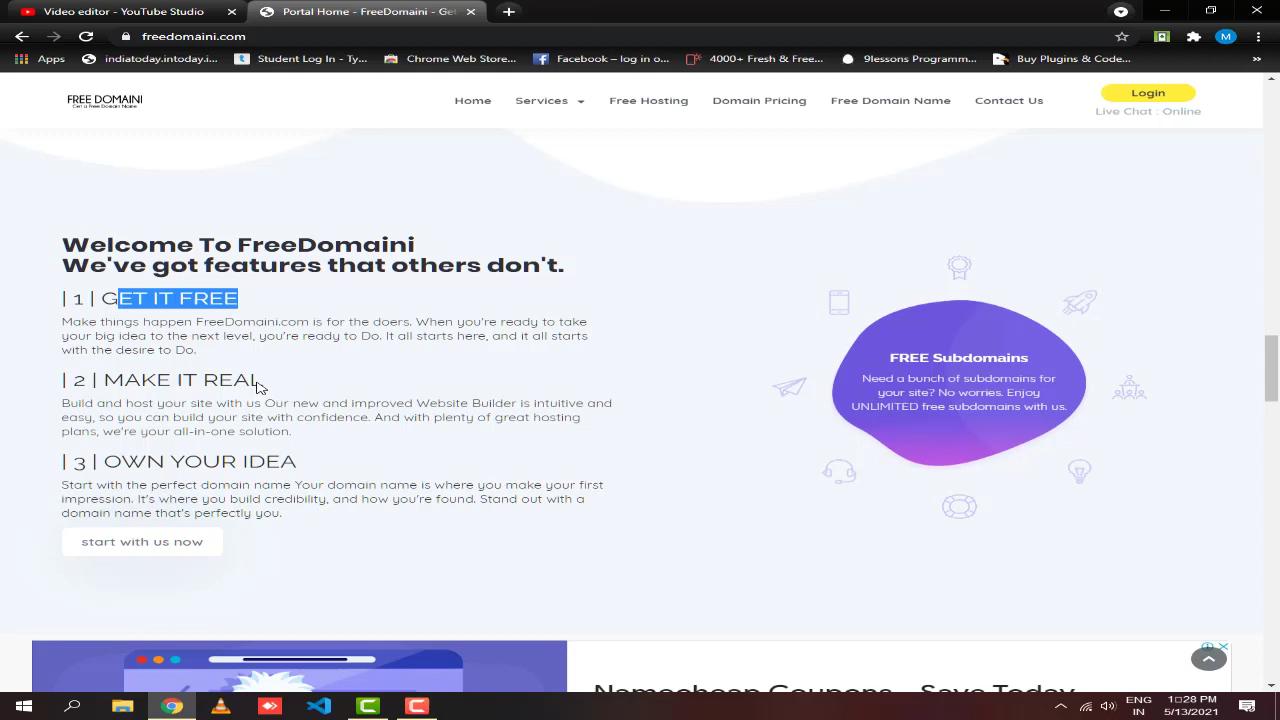 Video editor - YouTube Studio
Portal Home - FreeDomaini - Get
freedomaini.com
M
Apps
indiatoday.intoday.i...
Student Log In - Ty...
Chrome Web Store...
Facebook – log in o...
4000+ Fresh & Free...
9lessons Programm...
Buy Plugins & Code...
»
FREE DOMAINI
Get a Free Domain Name
Home
Services
Free Hosting
Domain Pricing
Free Domain Name
Contact Us
Login
Live Chat : Online
Welcome To FreeDomaini
We've got features that others don't.
| 1 | GET IT FREE
Make things happen FreeDomaini.com is for the doers. When you're ready to take
your big idea to the next level, you're ready to Do. It all starts here, and it all starts
with the desire to Do.
| 2 | MAKE IT REAL
Build and host your site with us Our new and improved Website Builder is intuitive and
easy, so you can build your site with confidence. And with plenty of great hosting
plans, we're your all-in-one solution.
| 3 | OWN YOUR IDEA
Start with the perfect domain name Your domain name is where you make your first
impression. It's where you build credibility, and how you're found. Stand out with a
domain name that's perfectly you.
start with us now
FREE Subdomains
Need a bunch of subdomains for
your site? No worries. Enjoy
UNLIMITED free subdomains with us.
Namecheap Coupons - Save Today
ENG
IN
1:28 PM
5/13/2021